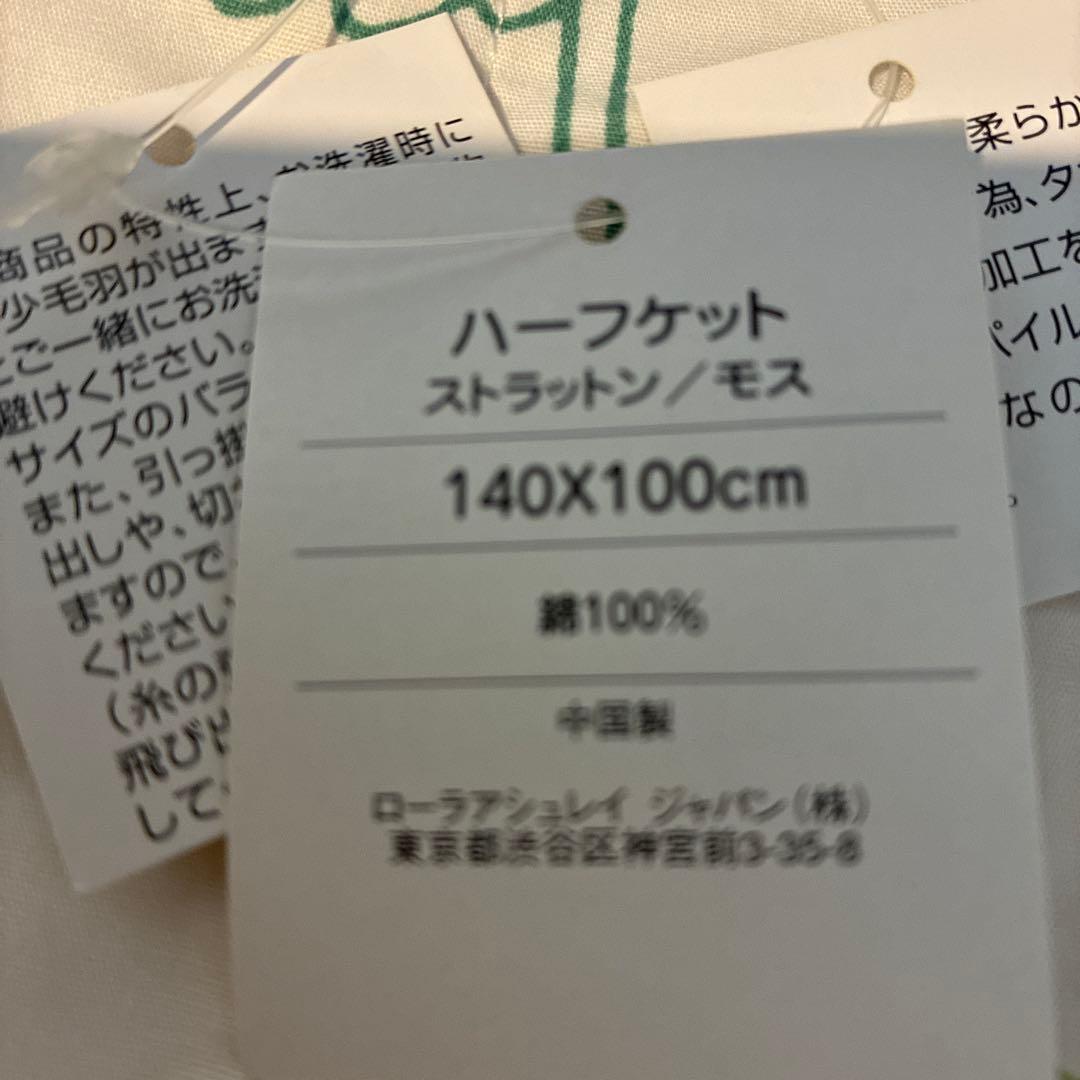 お洗濯時に
商品の特性上、
少毛羽が出ます
ご一緒にお洗
避けください。
サイズのバラ
また、引っ掛
出しや、切
ますので、
ください
（糸の
飛び
して
ハーフケット
ストラットン／モス
140X100cm
綿100%
中国製
ローラアシュレイ ジャパン（株）
東京都渋谷区神宮前3-35-8
柔らか
為、タ
加工を
パイル
なの
。